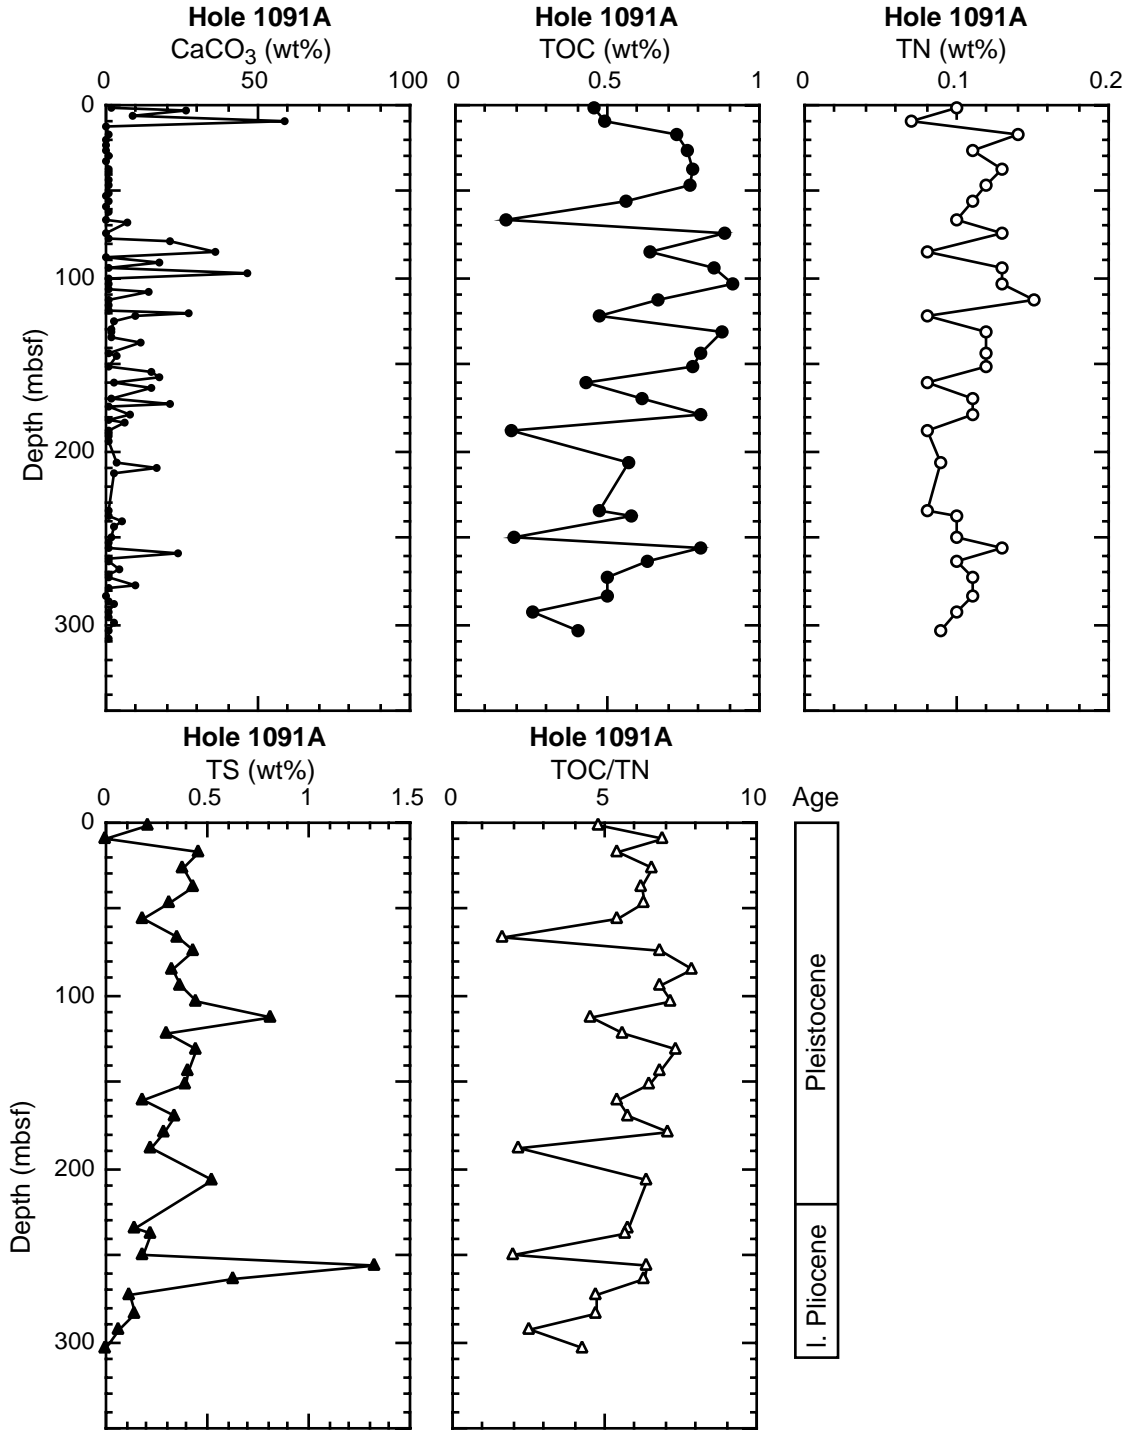 Hole 1091A
CaCO3 (wt%)
0 50 100
Hole 1091A
TOC (wt%)
0 0.5 1
Hole 1091A
TN (wt%)
0 0.1 0.2
Depth (mbsf)
0
100
200
300
Hole 1091A
TS (wt%)
0 0.5 1 1.5
Hole 1091A
TOC/TN
0 5 10
Age
Depth (mbsf)
0
100
200
300
Pleistocene
l. Pliocene